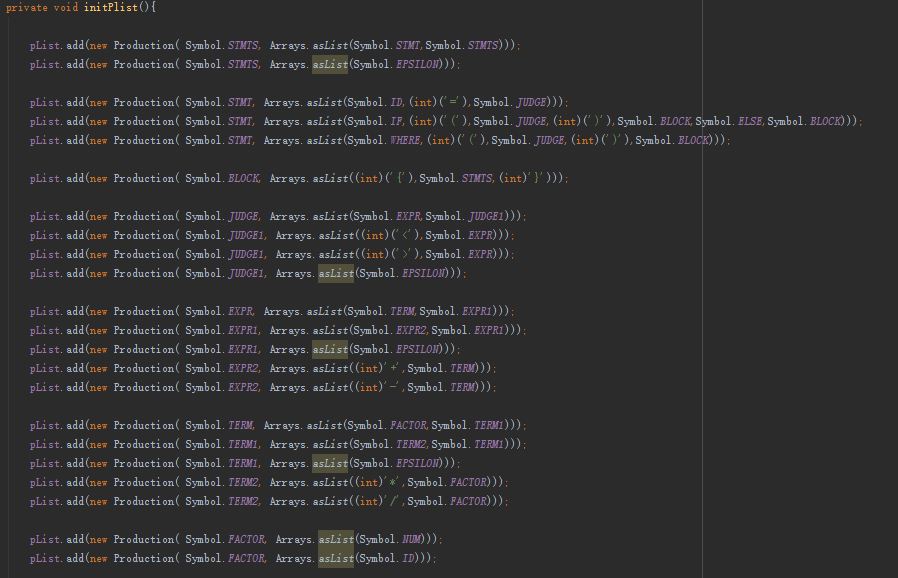 private void initPlist(){
pList.add(new Production( Symbol.STMTS, Arrays.asList(Symbol.STMT,Symbol.STMTS)));
pList.add(new Production( Symbol.STMTS, Arrays.asList(Symbol.EPSILON)));
pList.add(new Production( Symbol.STMT, Arrays.asList(Symbol.ID,(int)('='),Symbol.JUDGE)));
pList.add(new Production( Symbol.STMT, Arrays.asList(Symbol.IF,(int)('('),Symbol.JUDGE,(int)(')'),Symbol.BLOCK,Symbol.ELSE,Symbol.BLOCK)));
pList.add(new Production( Symbol.STMT, Arrays.asList(Symbol.WHERE,(int)('('),Symbol.JUDGE,(int)(')'),Symbol.BLOCK)));
pList.add(new Production( Symbol.BLOCK, Arrays.asList((int)('{'),Symbol.STMTS,(int)'}')));
pList.add(new Production( Symbol.JUDGE, Arrays.asList(Symbol.EXPR,Symbol.JUDGE1)));
pList.add(new Production( Symbol.JUDGE1, Arrays.asList((int)('<'),Symbol.EXPR)));
pList.add(new Production( Symbol.JUDGE1, Arrays.asList((int)('>'),Symbol.EXPR)));
pList.add(new Production( Symbol.JUDGE1, Arrays.asList(Symbol.EPSILON)));
pList.add(new Production( Symbol.EXPR, Arrays.asList(Symbol.TERM,Symbol.EXPR1)));
pList.add(new Production( Symbol.EXPR1, Arrays.asList(Symbol.EXPR2,Symbol.EXPR1)));
pList.add(new Production( Symbol.EXPR1, Arrays.asList(Symbol.EPSILON)));
pList.add(new Production( Symbol.EXPR2, Arrays.asList((int)'+',Symbol.TERM)));
pList.add(new Production( Symbol.EXPR2, Arrays.asList((int)'-',Symbol.TERM)));
pList.add(new Production( Symbol.TERM, Arrays.asList(Symbol.FACTOR,Symbol.TERM1)));
pList.add(new Production( Symbol.TERM1, Arrays.asList(Symbol.TERM2,Symbol.TERM1)));
pList.add(new Production( Symbol.TERM1, Arrays.asList(Symbol.EPSILON)));
pList.add(new Production( Symbol.TERM2, Arrays.asList((int)'*',Symbol.FACTOR)));
pList.add(new Production( Symbol.TERM2, Arrays.asList((int)'/',Symbol.FACTOR)));
pList.add(new Production( Symbol.FACTOR, Arrays.asList(Symbol.NUM)));
pList.add(new Production( Symbol.FACTOR, Arrays.asList(Symbol.ID)));